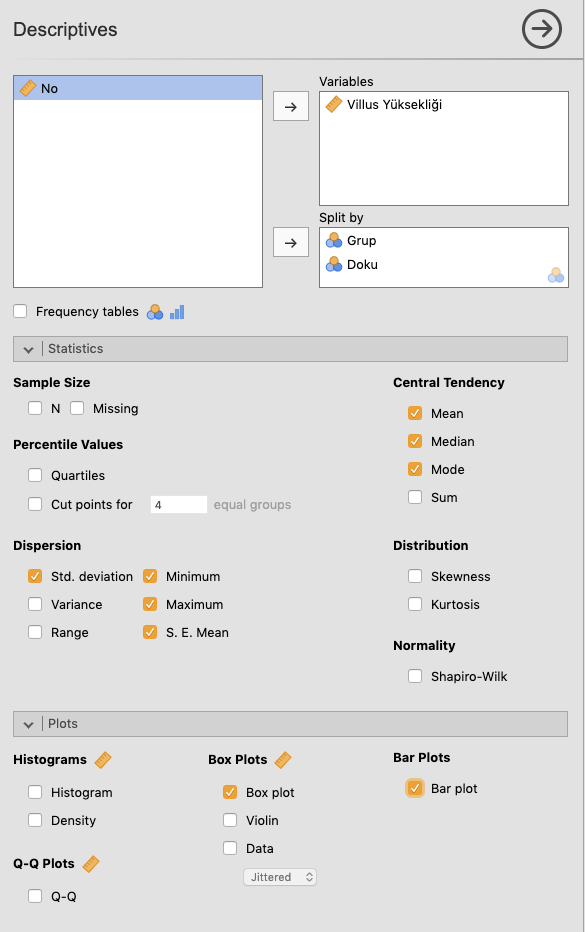 Descriptives
No
Variables
Villus Yüksekliği
Split by
Grup
Doku
Frequency tables
Statistics
Sample Size
N Missing
Percentile Values
Quartiles
Cut points for 4 equal groups
Dispersion
Std. deviation Minimum
Variance Maximum
Range S. E. Mean
Central Tendency
Mean
Median
Mode
Sum
Distribution
Skewness
Kurtosis
Normality
Shapiro-Wilk
Plots
Histograms
Histogram
Density
Q-Q Plots
Q-Q
Box Plots
Box plot
Violin
Data
Jittered
Bar Plots
Bar plot